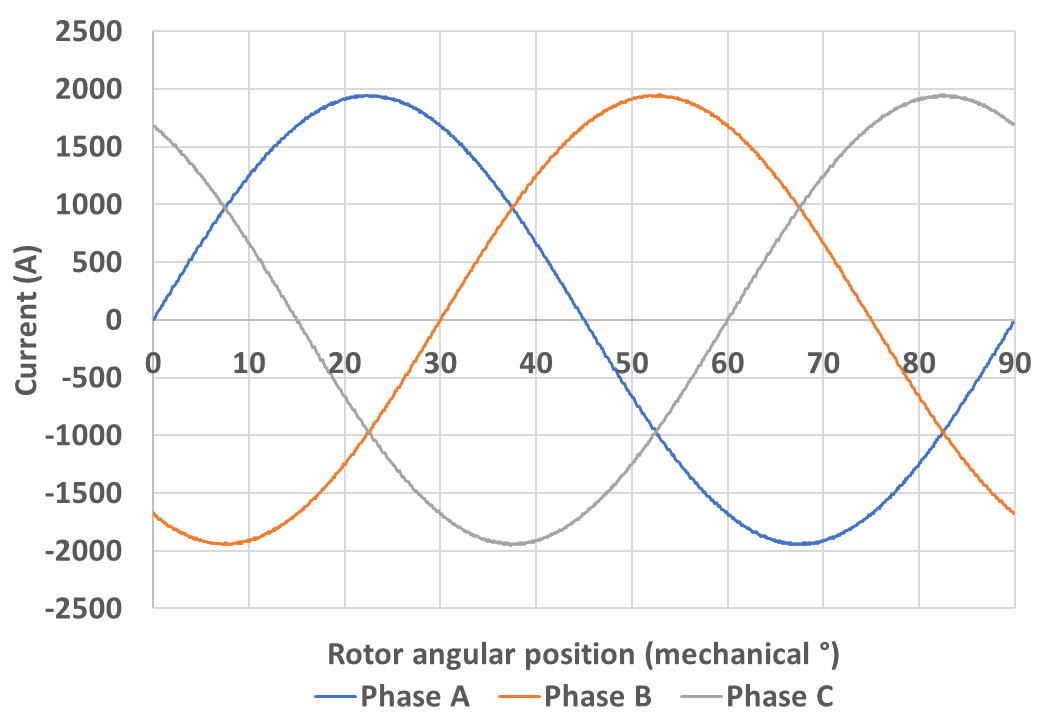 2500
2000
1500
1000
500
0
-500
-1000
-1500
-2000
-2500
0 10 20 30 40 50 60 70 80 90
Current (A)
Rotor angular position (mechanical °)
Phase A Phase B Phase C